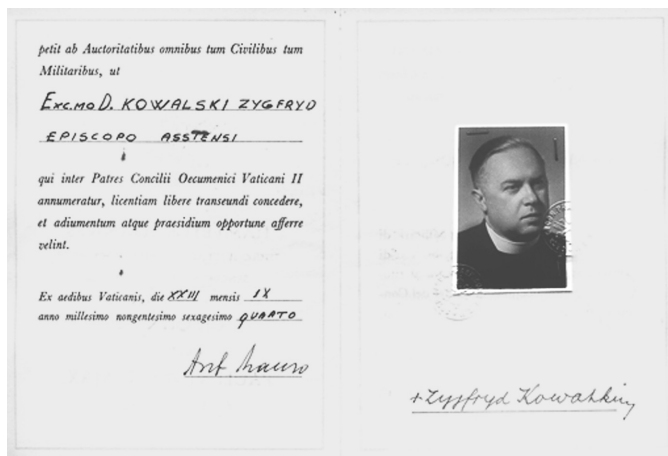 petit ab Auctoritatibus omnibus tum Civilibus tum
Militaribus, ut
Exc.mo D. KOWALSKI ZYGFRYD
EPISCOPO ASSTENSI
qui inter Patres Concilii Oecumenici Vaticani II
annumeratur, licentiam libere transeundi concedere,
et adiumentum atque praesidium opportune afferre
velint.
Ex aedibus Vaticanis, die XXIII mensis IX
anno millesimo nongentesimo sexagesimo QUARTO
+ Zygfryd Kowalski